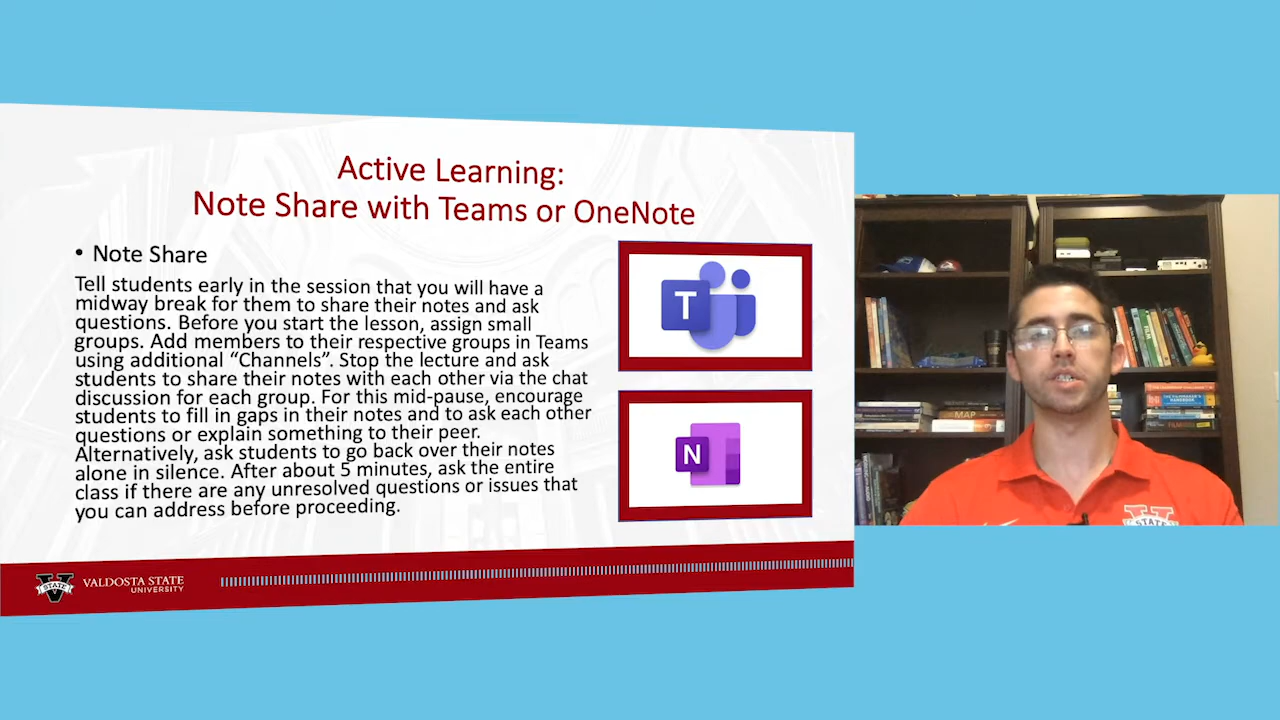 Active Learning:
Note Share with Teams or OneNote
• Note Share
Tell students early in the session that you will have a
midway break for them to share their notes and ask
questions. Before you start the lesson, assign small
groups. Add members to their respective groups in Teams
using additional “Channels”. Stop the lecture and ask
students to share their notes with each other via the chat
discussion for each group. For this mid-pause, encourage
students to fill in gaps in their notes and to ask each other
questions or explain something to their peer.
Alternatively, ask students to go back over their notes
alone in silence. After about 5 minutes, ask the entire
class if there are any unresolved questions or issues that
you can address before proceeding.
T
N
V
STATE
VALDOSTA STATE
UNIVERSITY
MAP
FILM
V
STATE